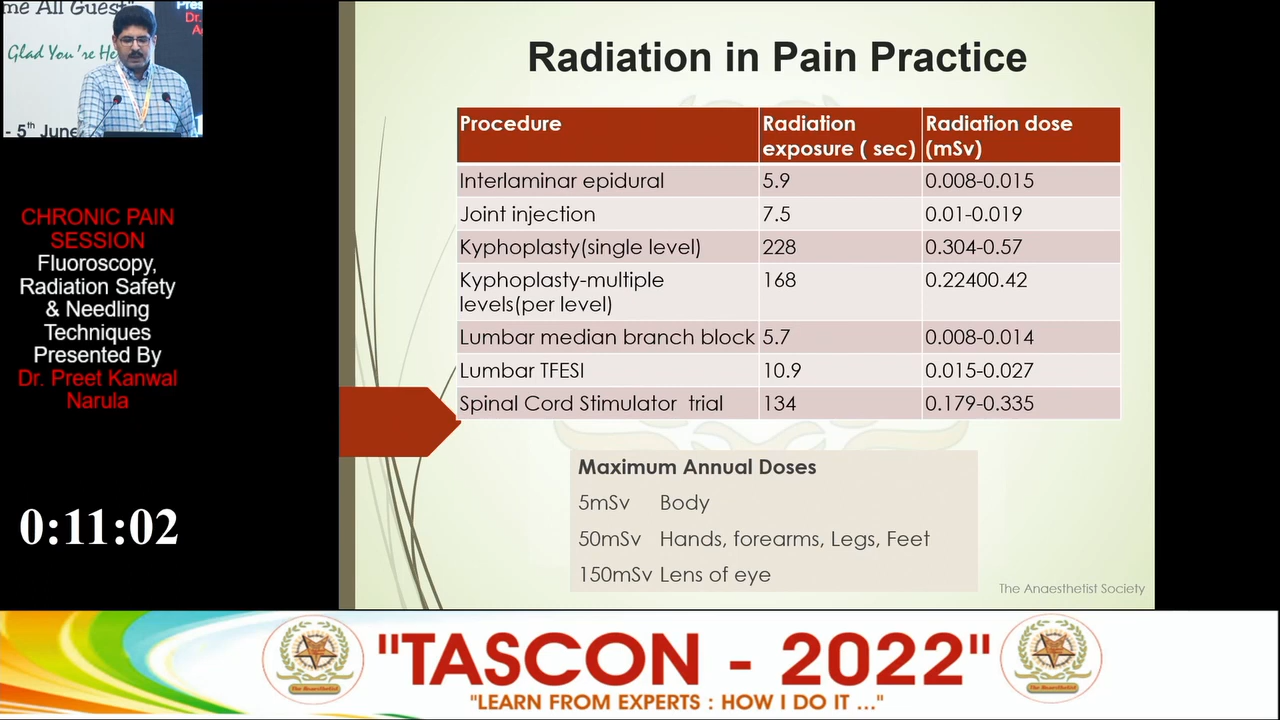 me All Guest"
Glad You 're He
- 5th June
Pres
Dr.
CHRONIC PAIN
SESSION
Fluoroscopy,
Radiation Safety
& Needling
Techniques
Presented By
Dr. Preet Kanwal
Narula
0:11:02
Radiation in Pain Practice
Procedure
Radiation exposure ( sec)
Radiation dose (mSv)
Interlaminar epidural 5.9 0.008-0.015
Joint injection 7.5 0.01-0.019
Kyphoplasty(single level) 228 0.304-0.57
Kyphoplasty-multiple levels(per level) 168 0.22400.42
Lumbar median branch block 5.7 0.008-0.014
Lumbar TFESI 10.9 0.015-0.027
Spinal Cord Stimulator trial 134 0.179-0.335
Maximum Annual Doses
5mSv Body
50mSv Hands, forearms, Legs, Feet
150mSv Lens of eye
The Anaesthetist Society
"TASCON - 2022"
"LEARN FROM EXPERTS : HOW I DO IT ..."